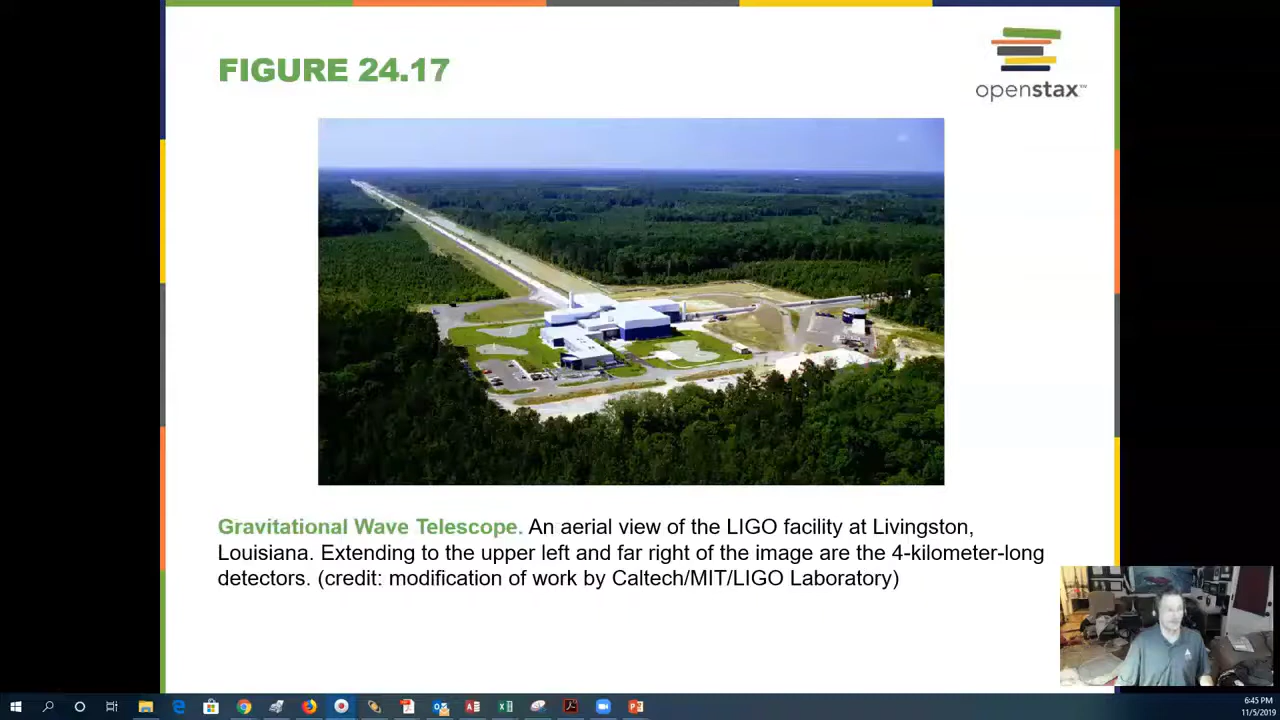 FIGURE 24.17
openstax™
Gravitational Wave Telescope. An aerial view of the LIGO facility at Livingston,
Louisiana. Extending to the upper left and far right of the image are the 4-kilometer-long
detectors. (credit: modification of work by Caltech/MIT/LIGO Laboratory)
6:45 PM
11/5/2019